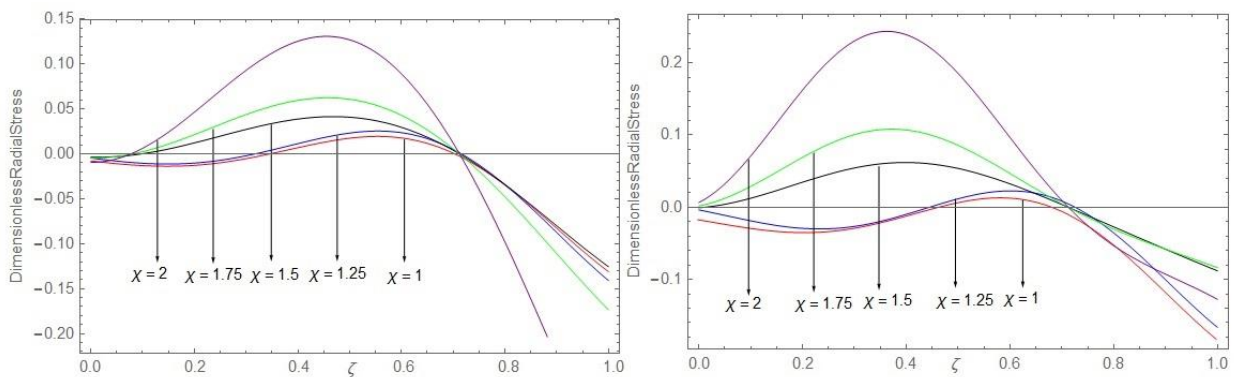 0.15
0.10
0.05
0.00
−0.05
−0.10
−0.15
−0.20
DimensionlessRadialStress
χ = 2
χ = 1.75
χ = 1.5
χ = 1.25
χ = 1
0.0 0.2 0.4 0.6 0.8 1.0
ζ
0.2
0.1
0.0
−0.1
DimensionlessRadialStress
χ = 2
χ = 1.75
χ = 1.5
χ = 1.25
χ = 1
0.0 0.2 0.4 0.6 0.8 1.0
ζ